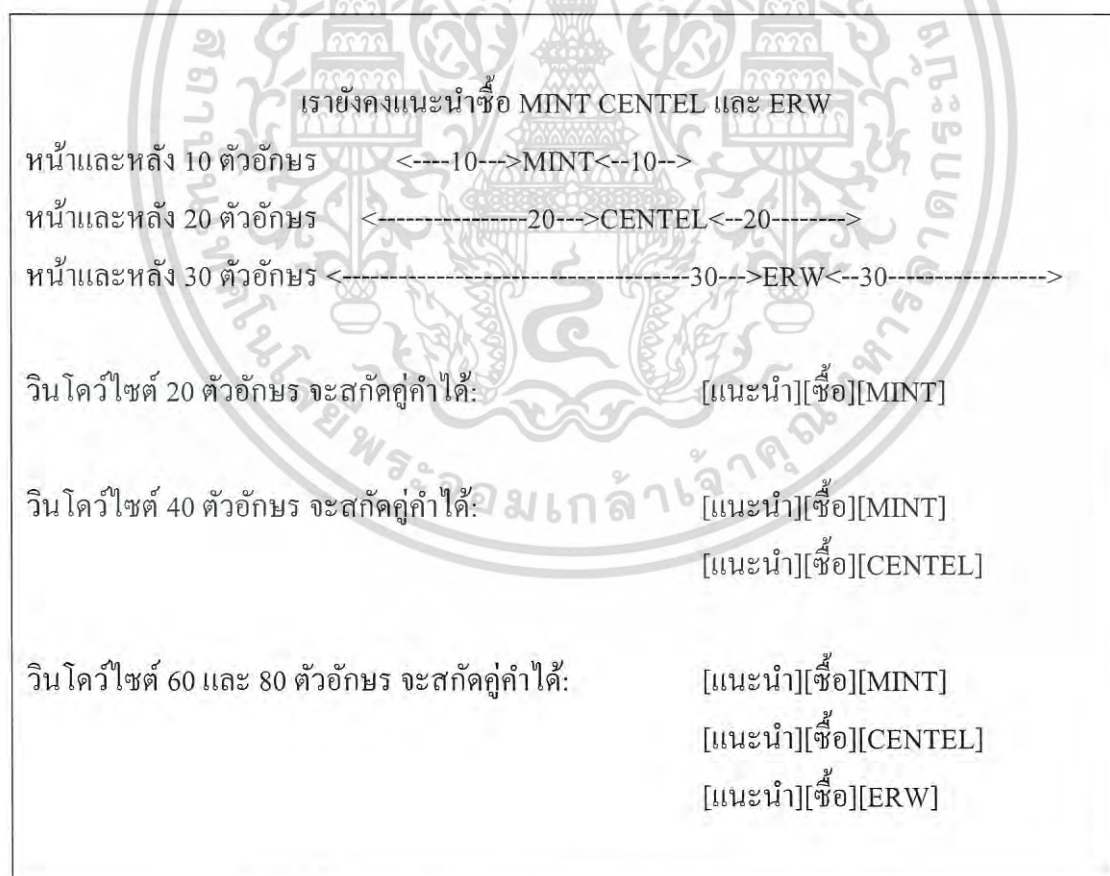 เรายังคงแนะนำซื้อ MINT CENTEL และ ERW
หน้าและหลัง 10 ตัวอักษร <----10--->MINT<--10-->
หน้าและหลัง 20 ตัวอักษร <-----------------20--->CENTEL<--20-------->
หน้าและหลัง 30 ตัวอักษร <---------------------------------------30--->ERW<--30------------------>
วินโดว์ไซต์ 20 ตัวอักษร จะสกัดคู่คำได้: [แนะนำ][ซื้อ][MINT]
วินโดว์ไซต์ 40 ตัวอักษร จะสกัดคู่คำได้: [แนะนำ][ซื้อ][MINT]
[แนะนำ][ซื้อ][CENTEL]
วินโดว์ไซต์ 60 และ 80 ตัวอักษร จะสกัดคู่คำได้: [แนะนำ][ซื้อ][MINT]
[แนะนำ][ซื้อ][CENTEL]
[แนะนำ][ซื้อ][ERW]